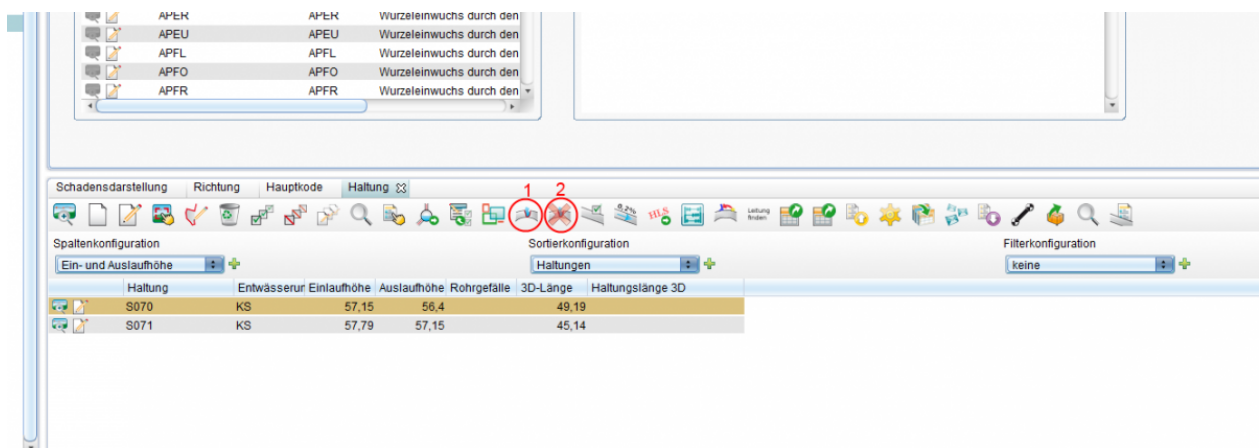 APER APER Wurzeleinwuchs durch den
APEU APEU Wurzeleinwuchs durch den
APFL APFL Wurzeleinwuchs durch den
APFO APFO Wurzeleinwuchs durch den
APFR APFR Wurzeleinwuchs durch den
Schadensdarstellung Richtung Hauptkode Haltung
1 2
HLS Leitung
finden
Spaltenkonfiguration Sortierkonfiguration Filterkonfiguration
Ein- und Auslaufhöhe Haltungen keine
Haltung Entwässerur Einlaufhöhe Auslaufhöhe Rohrgefälle 3D-Länge Haltungslänge 3D
S070 KS 57,15 56,4 49,19
S071 KS 57,79 57,15 45,14